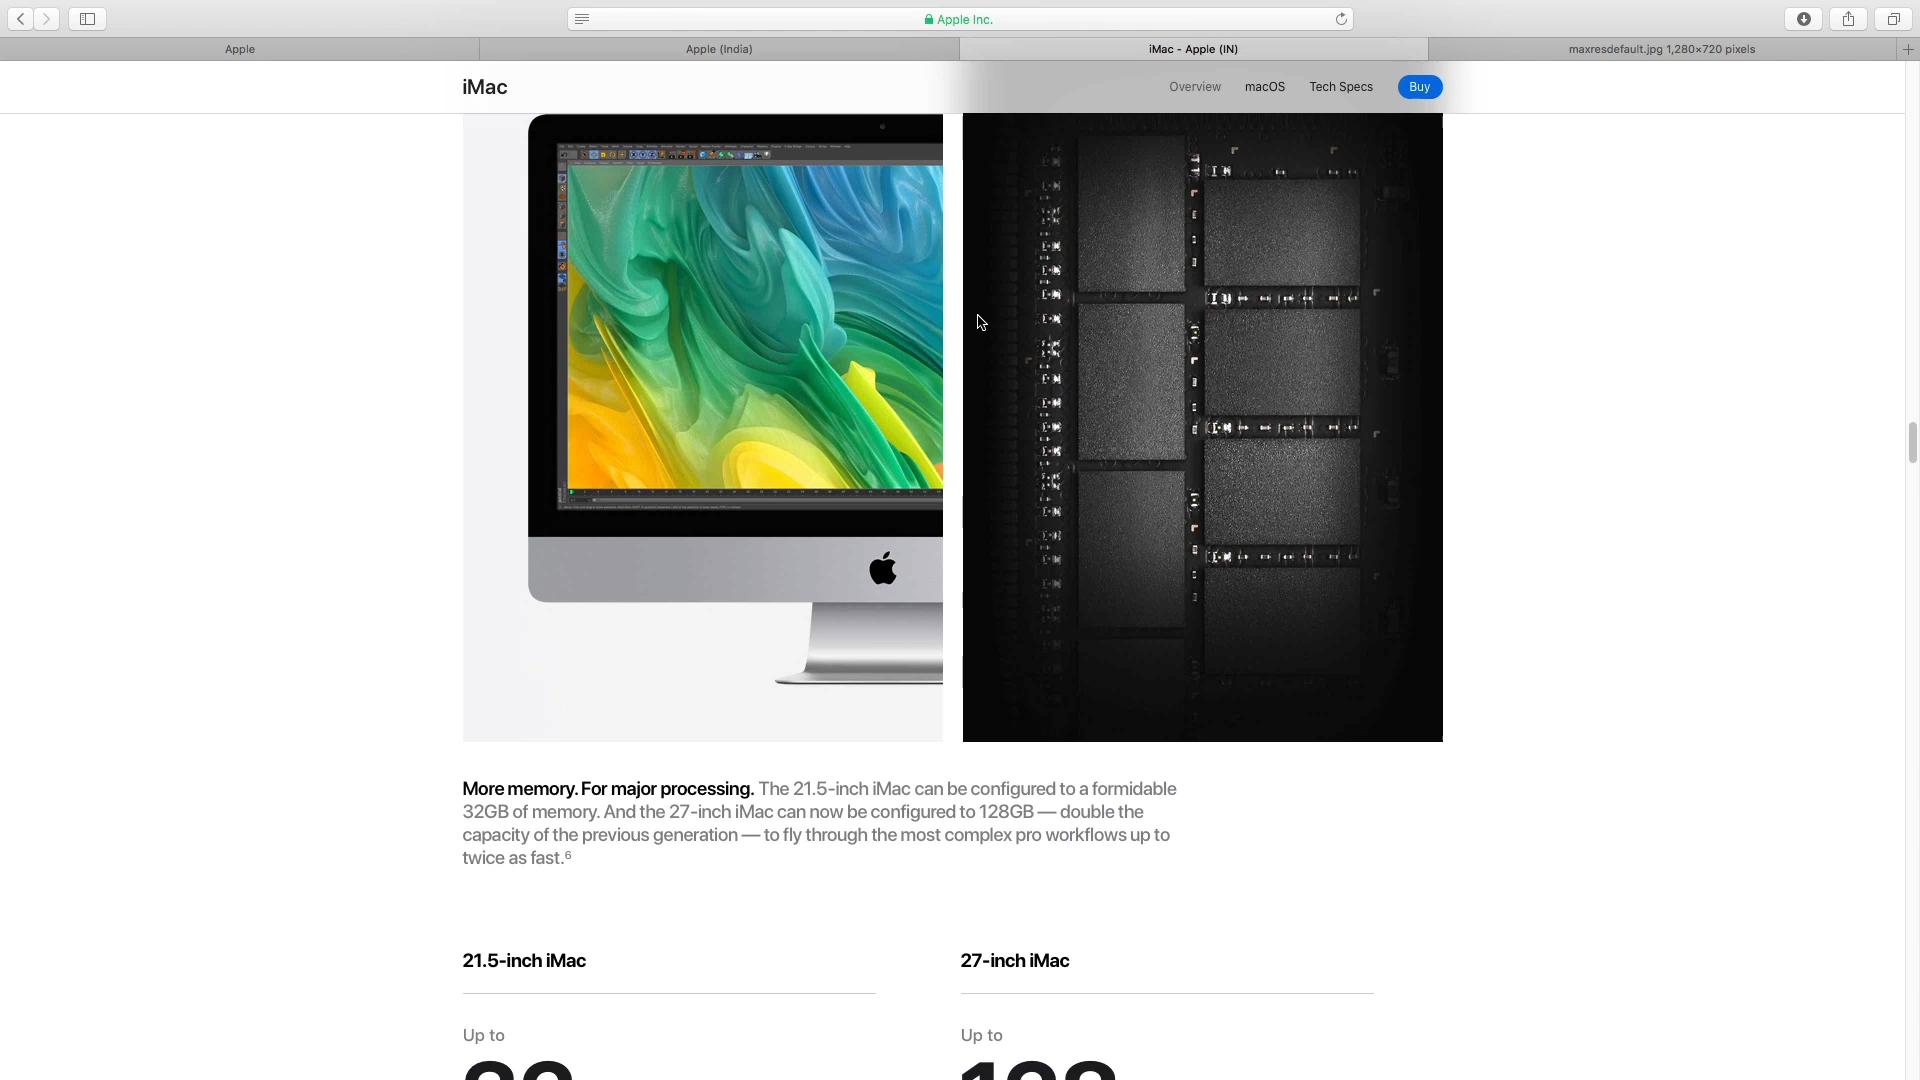 Apple Inc.
Apple
Apple (India)
iMac - Apple (IN)
maxresdefault.jpg 1,280×720 pixels
iMac
Overview
macOS
Tech Specs
Buy
More memory. For major processing. The 21.5-inch iMac can be configured to a formidable
32GB of memory. And the 27-inch iMac can now be configured to 128GB — double the
capacity of the previous generation — to fly through the most complex pro workflows up to
twice as fast.⁶
21.5-inch iMac
27-inch iMac
Up to
Up to